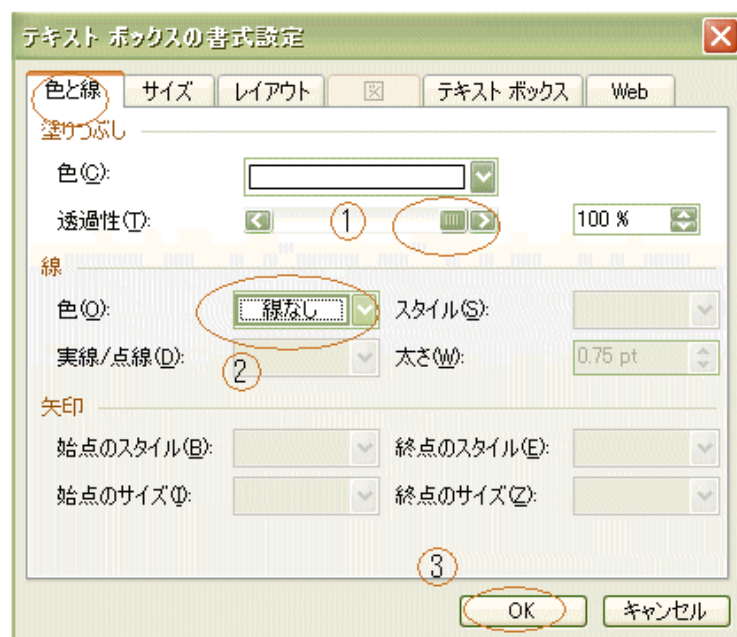 テキスト ボックスの書式設定
色と線 サイズ レイアウト 図 テキスト ボックス Web
塗りつぶし
色(C):
透過性(T): 1 100 %
線
色(O): 線なし スタイル(S):
実線/点線(D): 2 太さ(W): 0.75 pt
矢印
始点のスタイル(B): 終点のスタイル(E):
始点のサイズ(I): 終点のサイズ(Z):
3
OK キャンセル